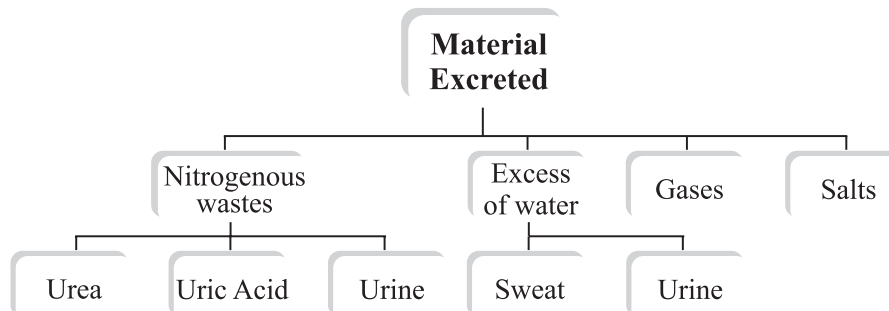 Material
Excreted
Nitrogenous
wastes
Excess
of water
Gases
Salts
Urea
Uric Acid
Urine
Sweat
Urine